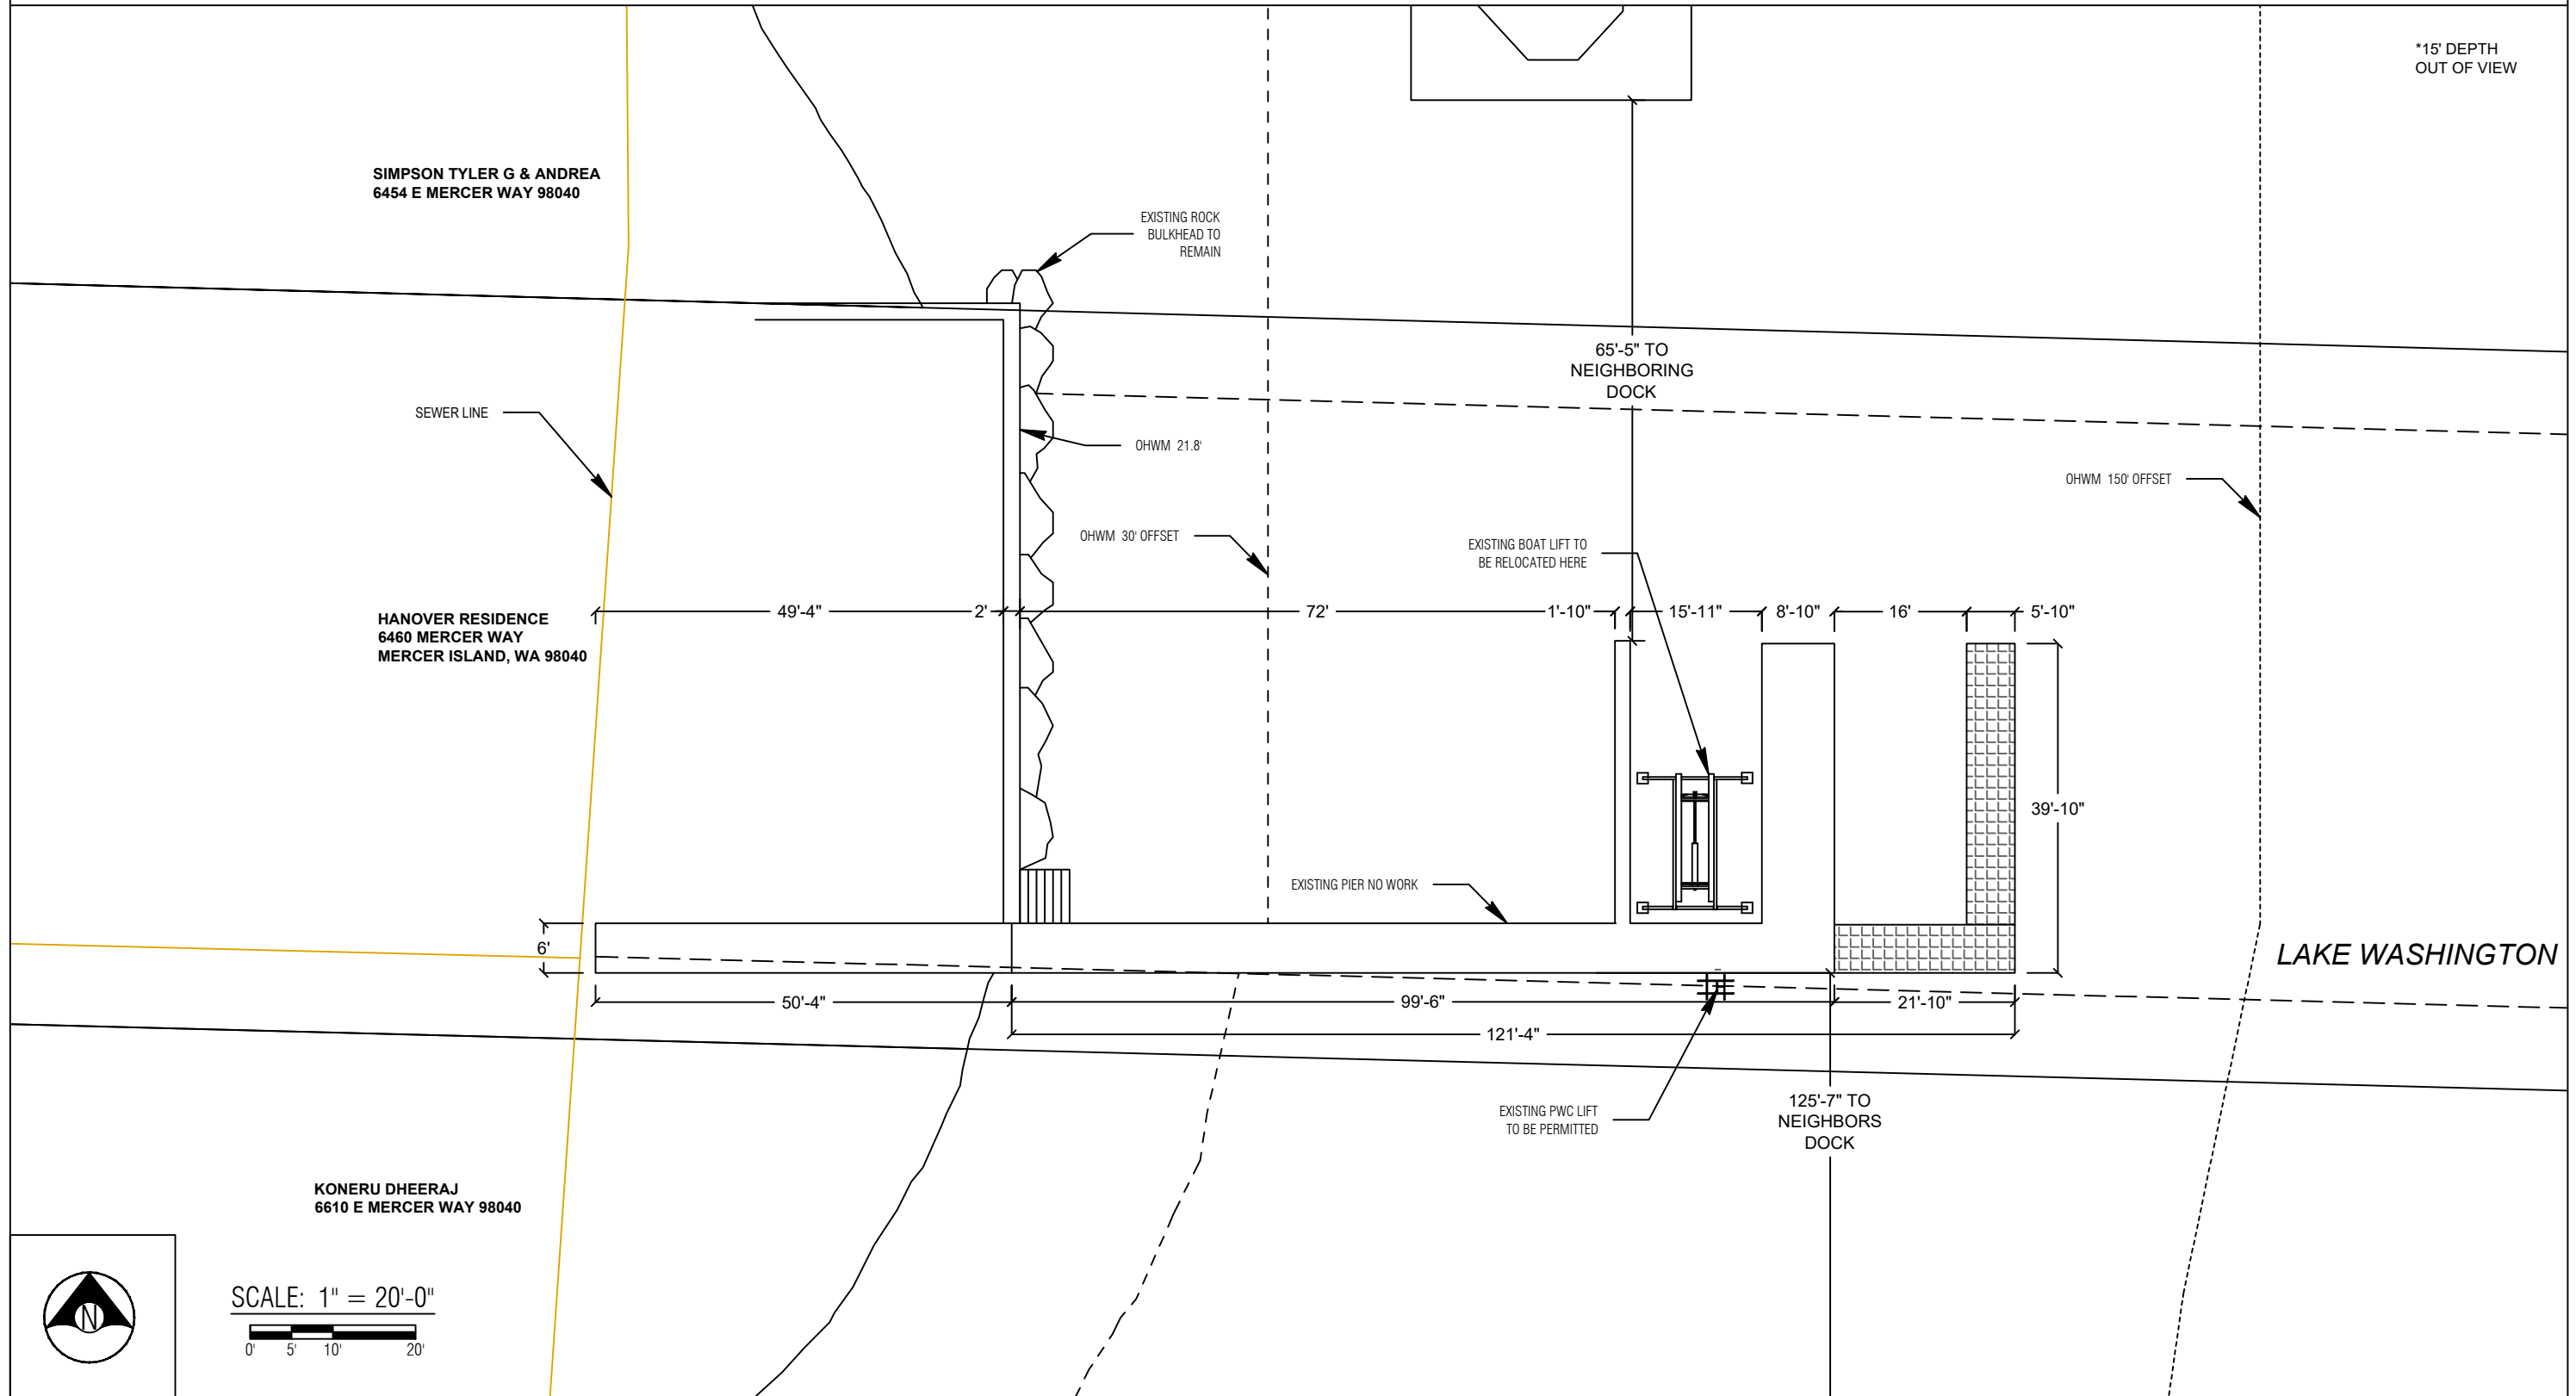 *15' DEPTH
OUT OF VIEW
SIMPSON TYLER G & ANDREA
6454 E MERCER WAY 98040
EXISTING ROCK
BULKHEAD TO
REMAIN
65'-5" TO
NEIGHBORING
DOCK
SEWER LINE
OHWM 21.8'
OHWM 150' OFFSET
OHWM 30' OFFSET
EXISTING BOAT LIFT TO
BE RELOCATED HERE
49'-4" 2' 72' 1'-10" 15'-11" 8'-10" 16' 5'-10"
HANOVER RESIDENCE
6460 MERCER WAY
MERCER ISLAND, WA 98040
39'-10"
EXISTING PIER NO WORK
6'
LAKE WASHINGTON
50'-4" 99'-6" 21'-10"
121'-4"
EXISTING PWC LIFT
TO BE PERMITTED
125'-7" TO
NEIGHBORS
DOCK
KONERU DHEERAJ
6610 E MERCER WAY 98040
N
SCALE: 1" = 20'-0"
0' 5' 10' 20'